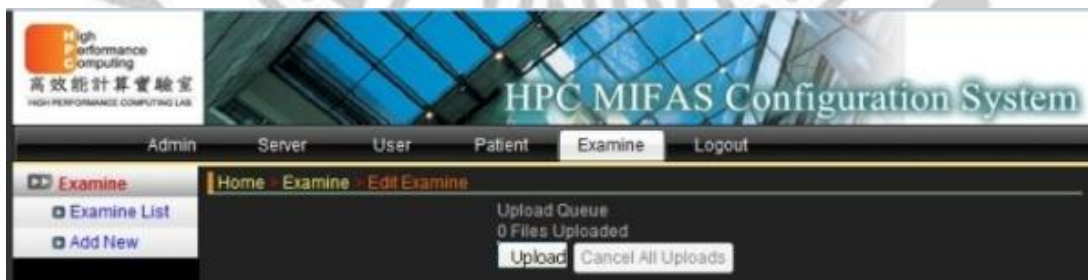 High
Performance
Computing
高效能計算實驗室
HIGH PERFORMANCE COMPUTING LAB
HPC MIFAS Configuration System
Admin Server User Patient Examine Logout
Examine
Home > Examine > Edit Examine
Examine List
Add New
Upload Queue
0 Files Uploaded
Upload Cancel All Uploads